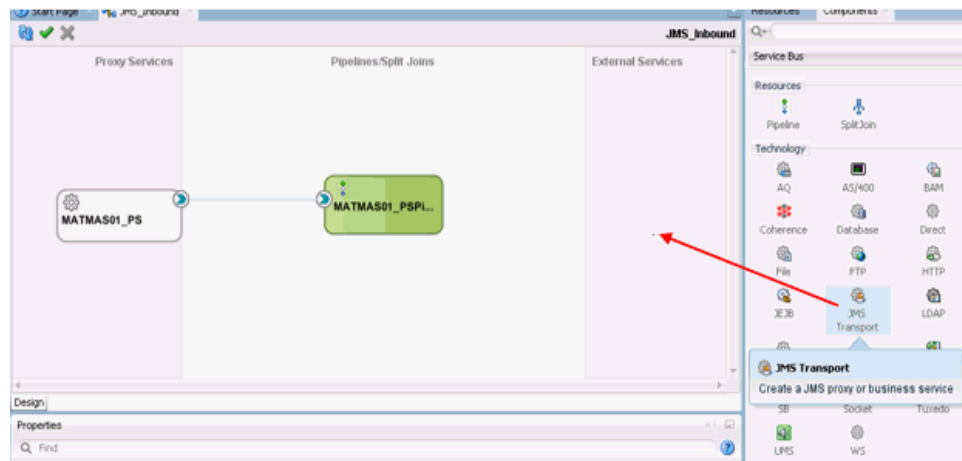 Start Page
JMS_Inbound
JMS_Inbound
Proxy Services
Pipelines/Split Joins
External Services
MATMAS01_PS
MATMAS01_PSPi...
Design
Properties
Find
Resources
Components
Service Bus
Resources
Pipeline
SplitJoin
Technology
AQ
AS/400
BAM
Coherence
Database
Direct
File
FTP
HTTP
JEJB
JMS Transport
LDAP
JMS Transport
Create a JMS proxy or business service
SB
Socket
Tuxedo
UMS
WS